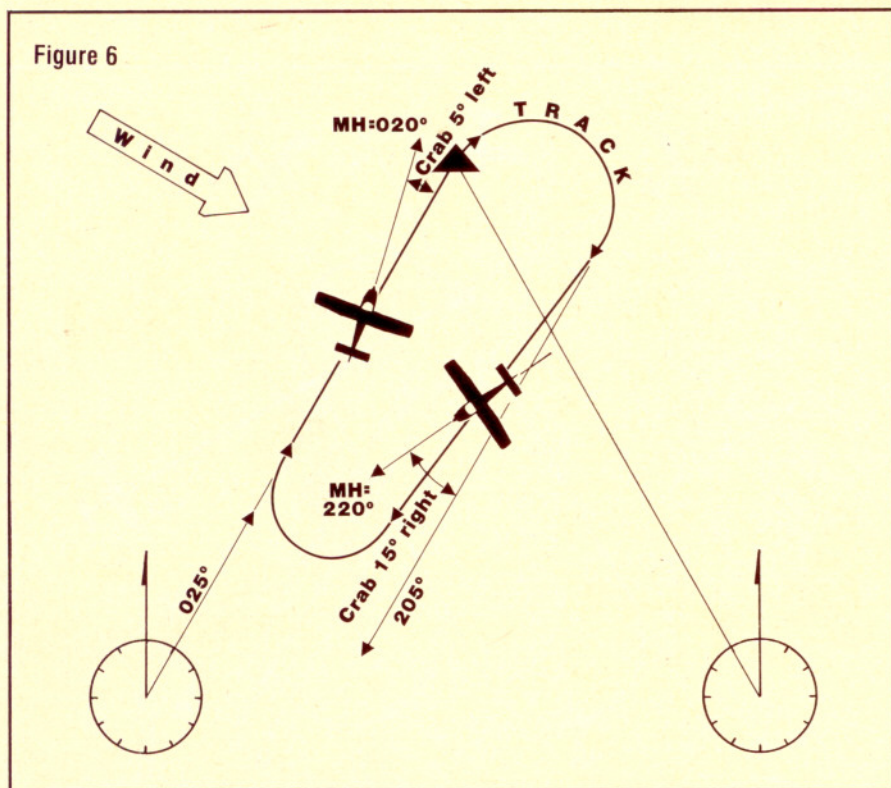 Figure 6
Wind
MH=020°
Crab 5° left
TRACK
MH=
220°
Crab 15° right
205°
025°